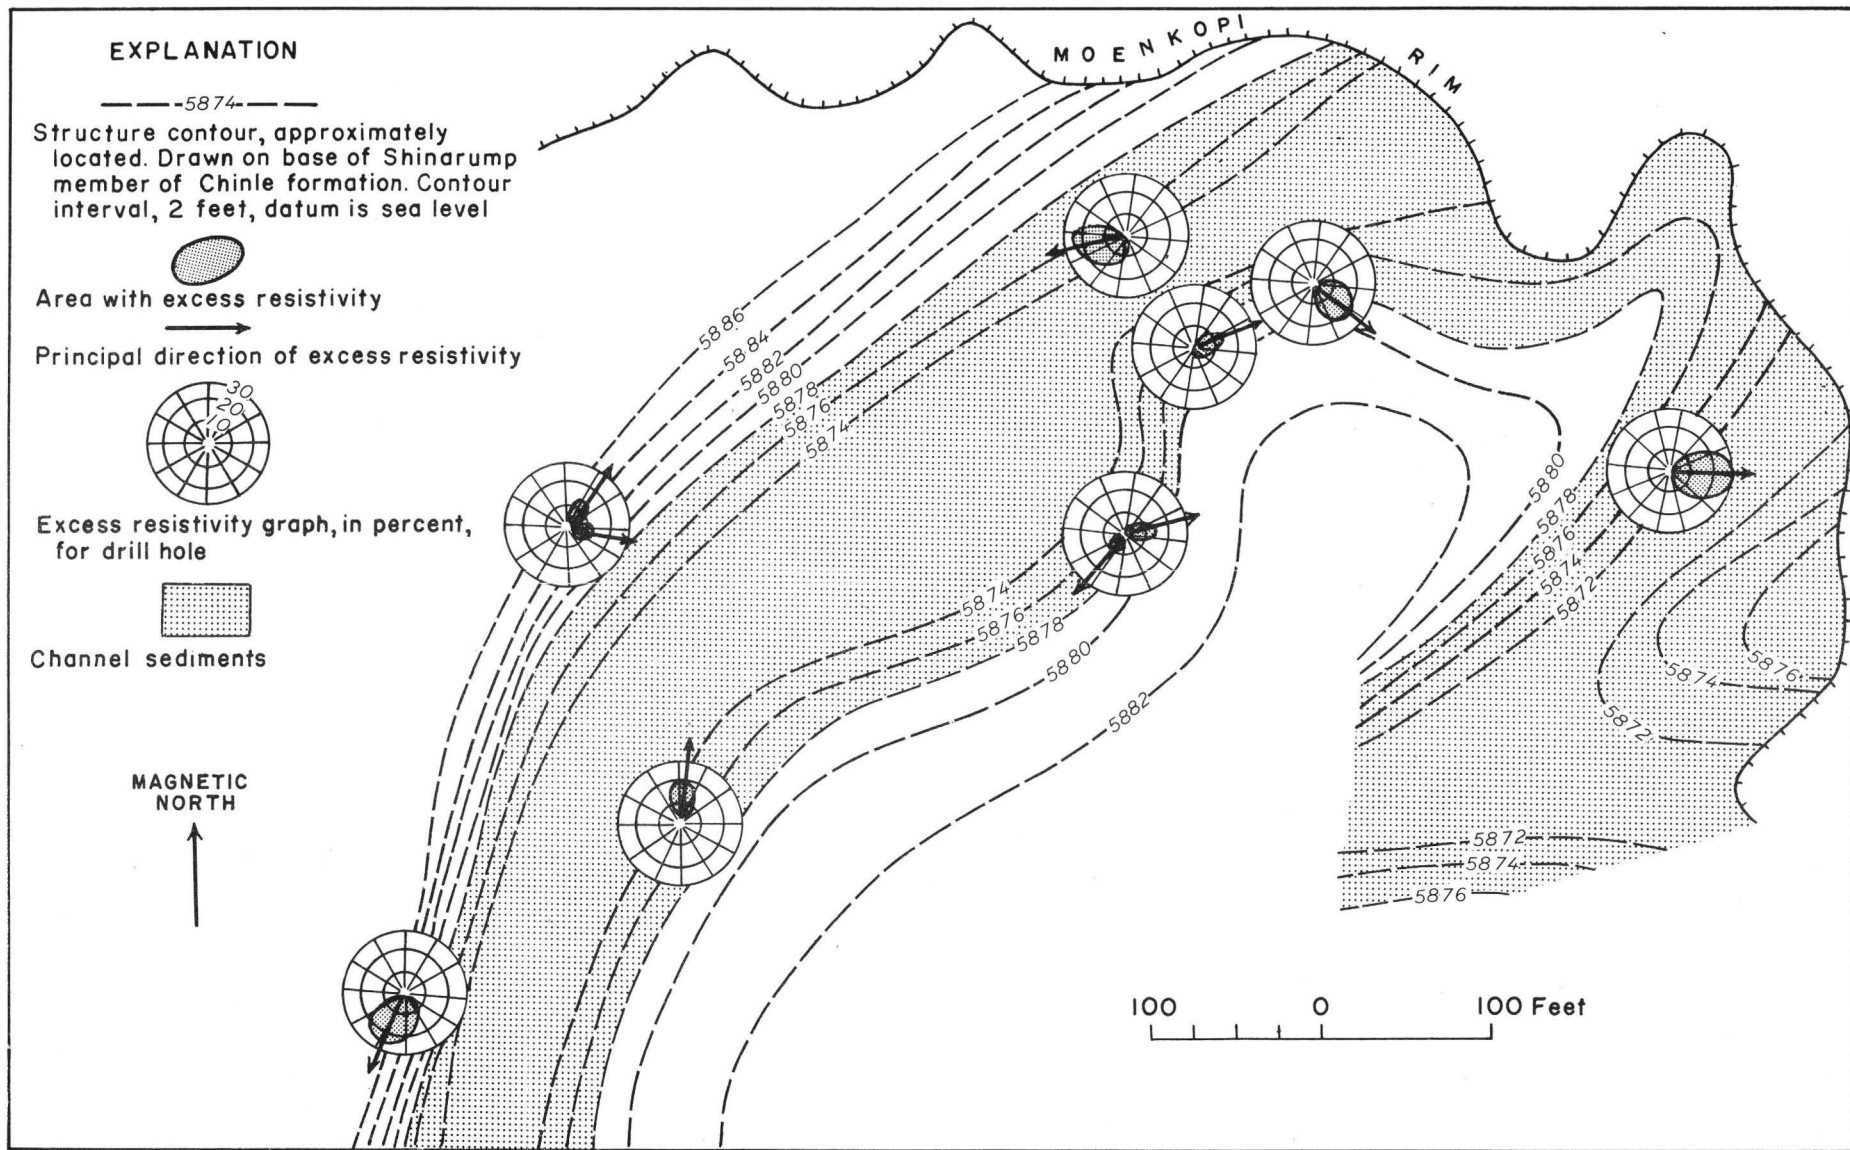 EXPLANATION
5874
Structure contour, approximately
located. Drawn on base of Shinarump
member of Chinle formation. Contour
interval, 2 feet, datum is sea level
Area with excess resistivity
Principal direction of excess resistivity
30
20
10
Excess resistivity graph, in percent,
for drill hole
Channel sediments
MAGNETIC
NORTH
MOENKOPI RIM
5886
5884
5882
5880
5878
5876
5874
5874
5876
5878
5880
5882
5880
5878
5876
5874
5872
5876
5874
5872
5872
5874
5876
100 0 100 Feet